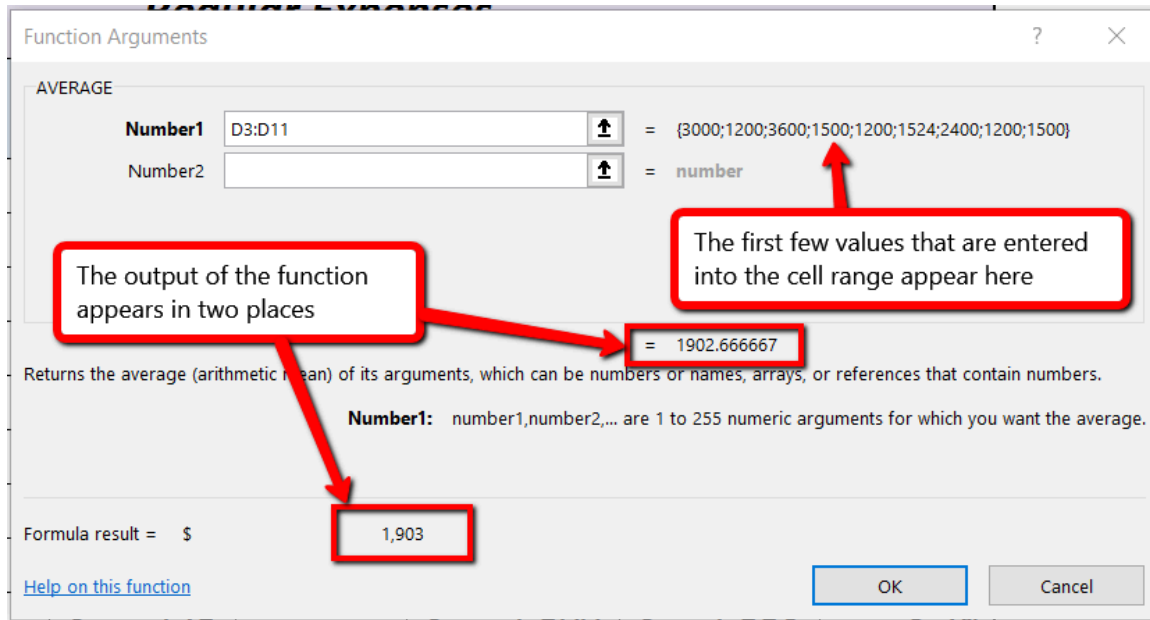 Regular Expenses
Function Arguments ? ×
AVERAGE
Number1 D3:D11 = {3000;1200;3600;1500;1200;1524;2400;1200;1500}
Number2 = number
The first few values that are entered
into the cell range appear here
The output of the function
appears in two places
= 1902.666667
Returns the average (arithmetic mean) of its arguments, which can be numbers or names, arrays, or references that contain numbers.
Number1: number1,number2,... are 1 to 255 numeric arguments for which you want the average.
Formula result = $ 1,903
Help on this function OK Cancel